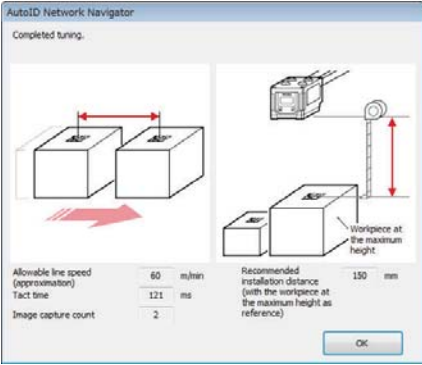 AutoID Network Navigator
Completed tuning.
Workpiece at
the maximum
height
Allowable line speed
(approximation)
60 m/min
Tact time
121 ms
Image capture count
2
Recommended
installation distance
(with the workpiece at
the maximum height as
reference)
150 mm
OK